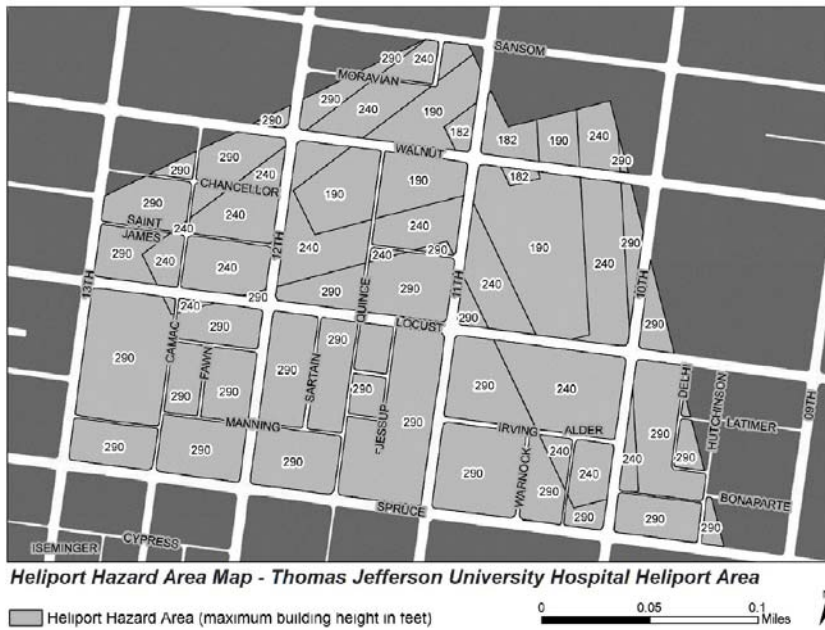 SANSOM
290
240
MORAVIAN
290
240
190
290
182
182
190
240
290
WALNUT
290
240
190
182
290
CHANCELLOR
290
240
190
SAINT
JAMES
240
240
290
190
290
240
240
12TH
240
240
290
240
240
13TH
290
290
QUINCE
290
11TH
10TH
240
290
LOCUST
290
290
290
CAMAC
FAWN
290
SARTAIN
290
290
240
DELHI
HUTCHINSON
09TH
290
290
290
290
JESSUP
290
LATIMER
MANNING
IRVING
ALDER
290
290
290
290
290
WARNOCK
240
240
240
290
290
BONAPARTE
SPRUCE
290
290
290
CYPRESS
ISEMINGER
Heliport Hazard Area Map - Thomas Jefferson University Hospital Heliport Area
Heliport Hazard Area (maximum building height in feet)
0
0.05
0.1
Miles